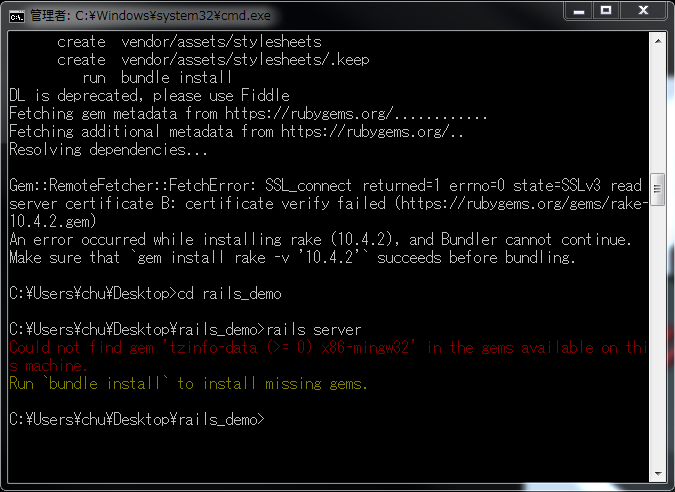 管理者: C:¥Windows¥system32¥cmd.exe
create vendor/assets/stylesheets
create vendor/assets/stylesheets/.keep
run bundle install
DL is deprecated, please use Fiddle
Fetching gem metadata from https://rubygems.org/............
Fetching additional metadata from https://rubygems.org/..
Resolving dependencies...
Gem::RemoteFetcher::FetchError: SSL_connect returned=1 errno=0 state=SSLv3 read
server certificate B: certificate verify failed (https://rubygems.org/gems/rake-
10.4.2.gem)
An error occurred while installing rake (10.4.2), and Bundler cannot continue.
Make sure that `gem install rake -v '10.4.2'` succeeds before bundling.
C:¥Users¥chu¥Desktop>cd rails_demo
C:¥Users¥chu¥Desktop¥rails_demo>rails server
Could not find gem 'tzinfo-data (>= 0) x86-mingw32' in the gems available on thi
s machine.
Run `bundle install` to install missing gems.
C:¥Users¥chu¥Desktop¥rails_demo>